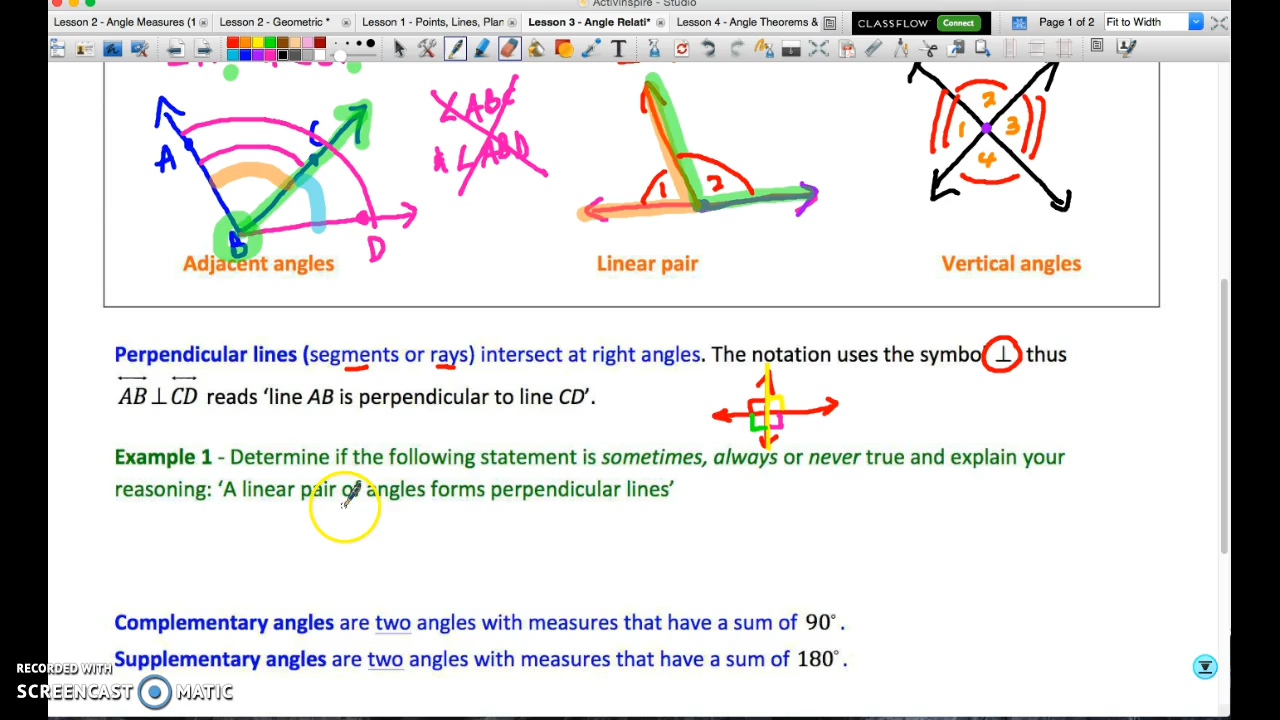 ActivInspire - Studio
Lesson 2 - Angle Measures (1
Lesson 2 - Geometric *
Lesson 1 - Points, Lines, Plan
Lesson 3 - Angle Relati*
Lesson 4 - Angle Theorems &
CLASSFLOW Connect
Page 1 of 2
Fit to Width
T
A
B
C
D
∠ABC
∠ABD
1 2
2
1 3
4
Adjacent angles
Linear pair
Vertical angles
Perpendicular lines (segments or rays) intersect at right angles. The notation uses the symbol ⊥ thus
AB ⊥ CD reads ‘line AB is perpendicular to line CD’.
Example 1 - Determine if the following statement is sometimes, always or never true and explain your
reasoning: ‘A linear pair of angles forms perpendicular lines’
Complementary angles are two angles with measures that have a sum of 90°.
Supplementary angles are two angles with measures that have a sum of 180°.
RECORDED WITH
SCREENCAST MATIC